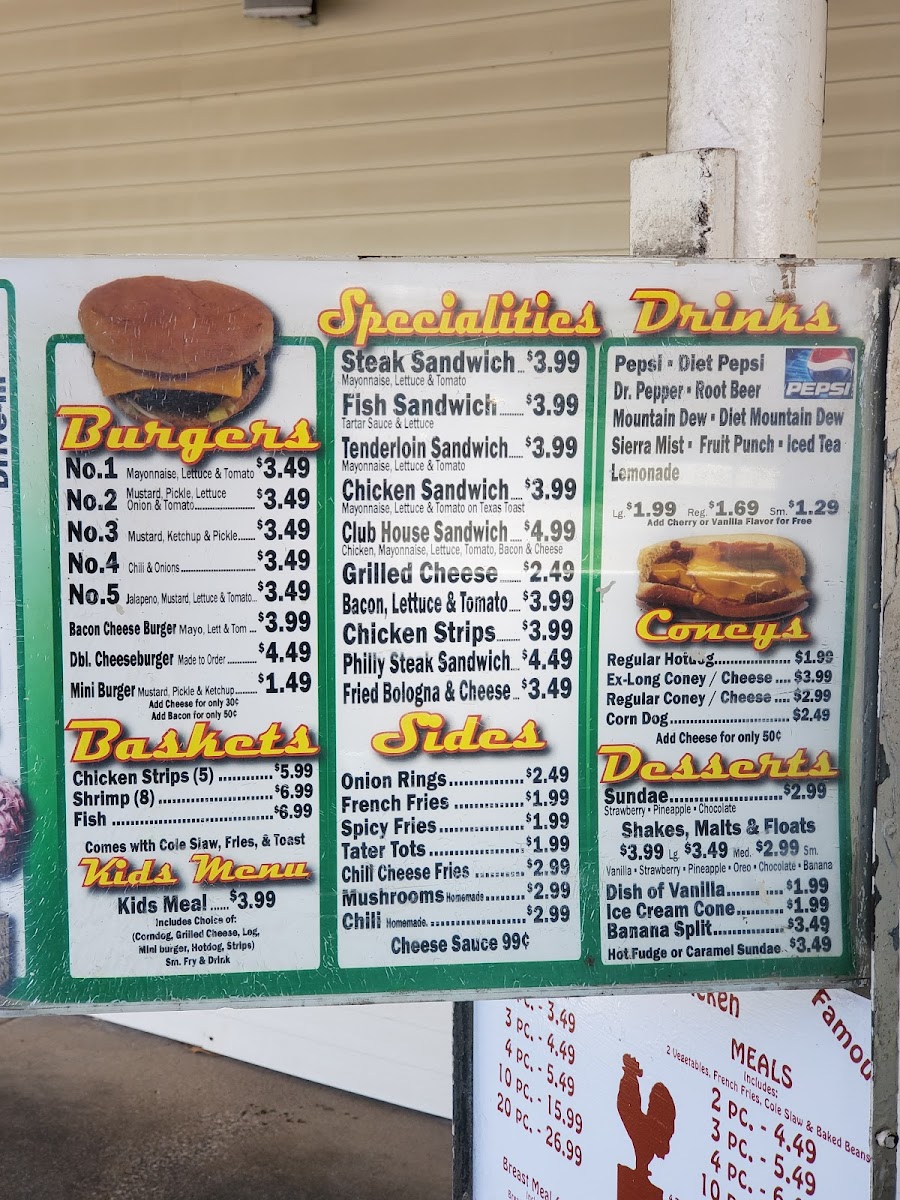 Drive-In
Burgers
No.1 Mayonnaise, Lettuce & Tomato $3.49
No.2 Mustard, Pickle, Lettuce
Onion & Tomato........ $3.49
No.3 Mustard, Ketchup & Pickle...... $3.49
No.4 Chili & Onions.................... $3.49
No.5 Jalapeno, Mustard, Lettuce & Tomato... $3.49
Bacon Cheese Burger Mayo, Lett & Tom ... $3.99
Dbl. Cheeseburger Made to Order .......... $4.49
Mini Burger Mustard, Pickle & Ketchup........ $1.49
Add Cheese for only 30¢
Add Bacon for only 50¢
Baskets
Chicken Strips (5) ............ $5.99
Shrimp (8) ......................... $6.99
Fish ................................... $6.99
Comes with Cole Slaw, Fries, & Toast
Kids Menu
Kids Meal ..... $3.99
Includes Choice of:
(Corndog, Grilled Cheese, Leg,
Mini burger, Hotdog, Strips)
Sm. Fry & Drink
Specialities
Steak Sandwich ... $3.99
Mayonnaise, Lettuce & Tomato
Fish Sandwich ....... $3.99
Tartar Sauce & Lettuce
Tenderloin Sandwich .... $3.99
Mayonnaise, Lettuce & Tomato
Chicken Sandwich .... $3.99
Mayonnaise, Lettuce & Tomato on Texas Toast
Club House Sandwich .. $4.99
Chicken, Mayonnaise, Lettuce, Tomato, Bacon & Cheese
Grilled Cheese ....... $2.49
Bacon, Lettuce & Tomato .... $3.99
Chicken Strips ........ $3.99
Philly Steak Sandwich .. $4.49
Fried Bologna & Cheese .. $3.49
Sides
Onion Rings ................ $2.49
French Fries .............. $1.99
Spicy Fries ................. $1.99
Tater Tots ................... $1.99
Chili Cheese Fries ......... $2.99
Mushrooms Homemade ......... $2.99
Chili Homemade. ..................... $2.99
Cheese Sauce 99¢
Drinks
Pepsi • Diet Pepsi
PEPSI
Dr. Pepper • Root Beer
Mountain Dew • Diet Mountain Dew
Sierra Mist • Fruit Punch • Iced Tea
Lemonade
Lg. $1.99 Reg. $1.69 Sm. $1.29
Add Cherry or Vanilla Flavor for Free
Coneys
Regular Hotdog................... $1.99
Ex-Long Coney / Cheese .... $3.99
Regular Coney / Cheese .... $2.99
Corn Dog............................... $2.49
Add Cheese for only 50¢
Desserts
Sundae....................... $2.99
Strawberry • Pineapple • Chocolate
Shakes, Malts & Floats
$3.99 Lg. $3.49 Med. $2.99 Sm.
Vanilla • Strawberry • Pineapple • Oreo • Chocolate • Banana
Dish of Vanilla........... $1.99
Ice Cream Cone......... $1.99
Banana Split.............. $3.49
Hot Fudge or Caramel Sundae .. $3.49
Famou
- 3.49
3 PC. - 4.49
4 PC. - 5.49
10 PC. - 15.99
20 PC. - 26.99
Breast Meal
MEALS
Includes:
2 Vegetables, French Fries, Cole Slaw & Baked Beans
2 PC. - 4.49
3 PC. - 5.49
4 PC. - 6
10